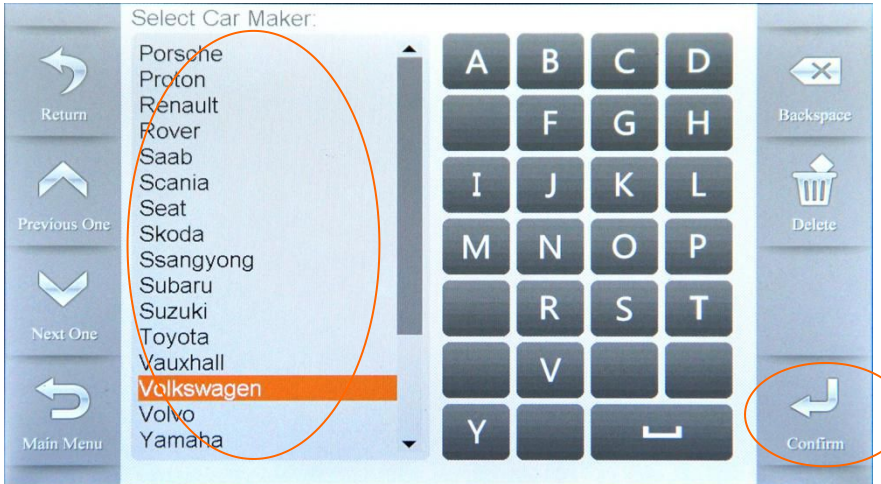 Select Car Maker:
Porsche
Proton
Renault
Rover
Saab
Scania
Seat
Skoda
Ssangyong
Subaru
Suzuki
Toyota
Vauxhall
Volkswagen
Volvo
Yamaha
Return
Previous One
Next One
Main Menu
A B C D
F G H
I J K L
M N O P
R S T
V
Y
Backspace
Delete
Confirm